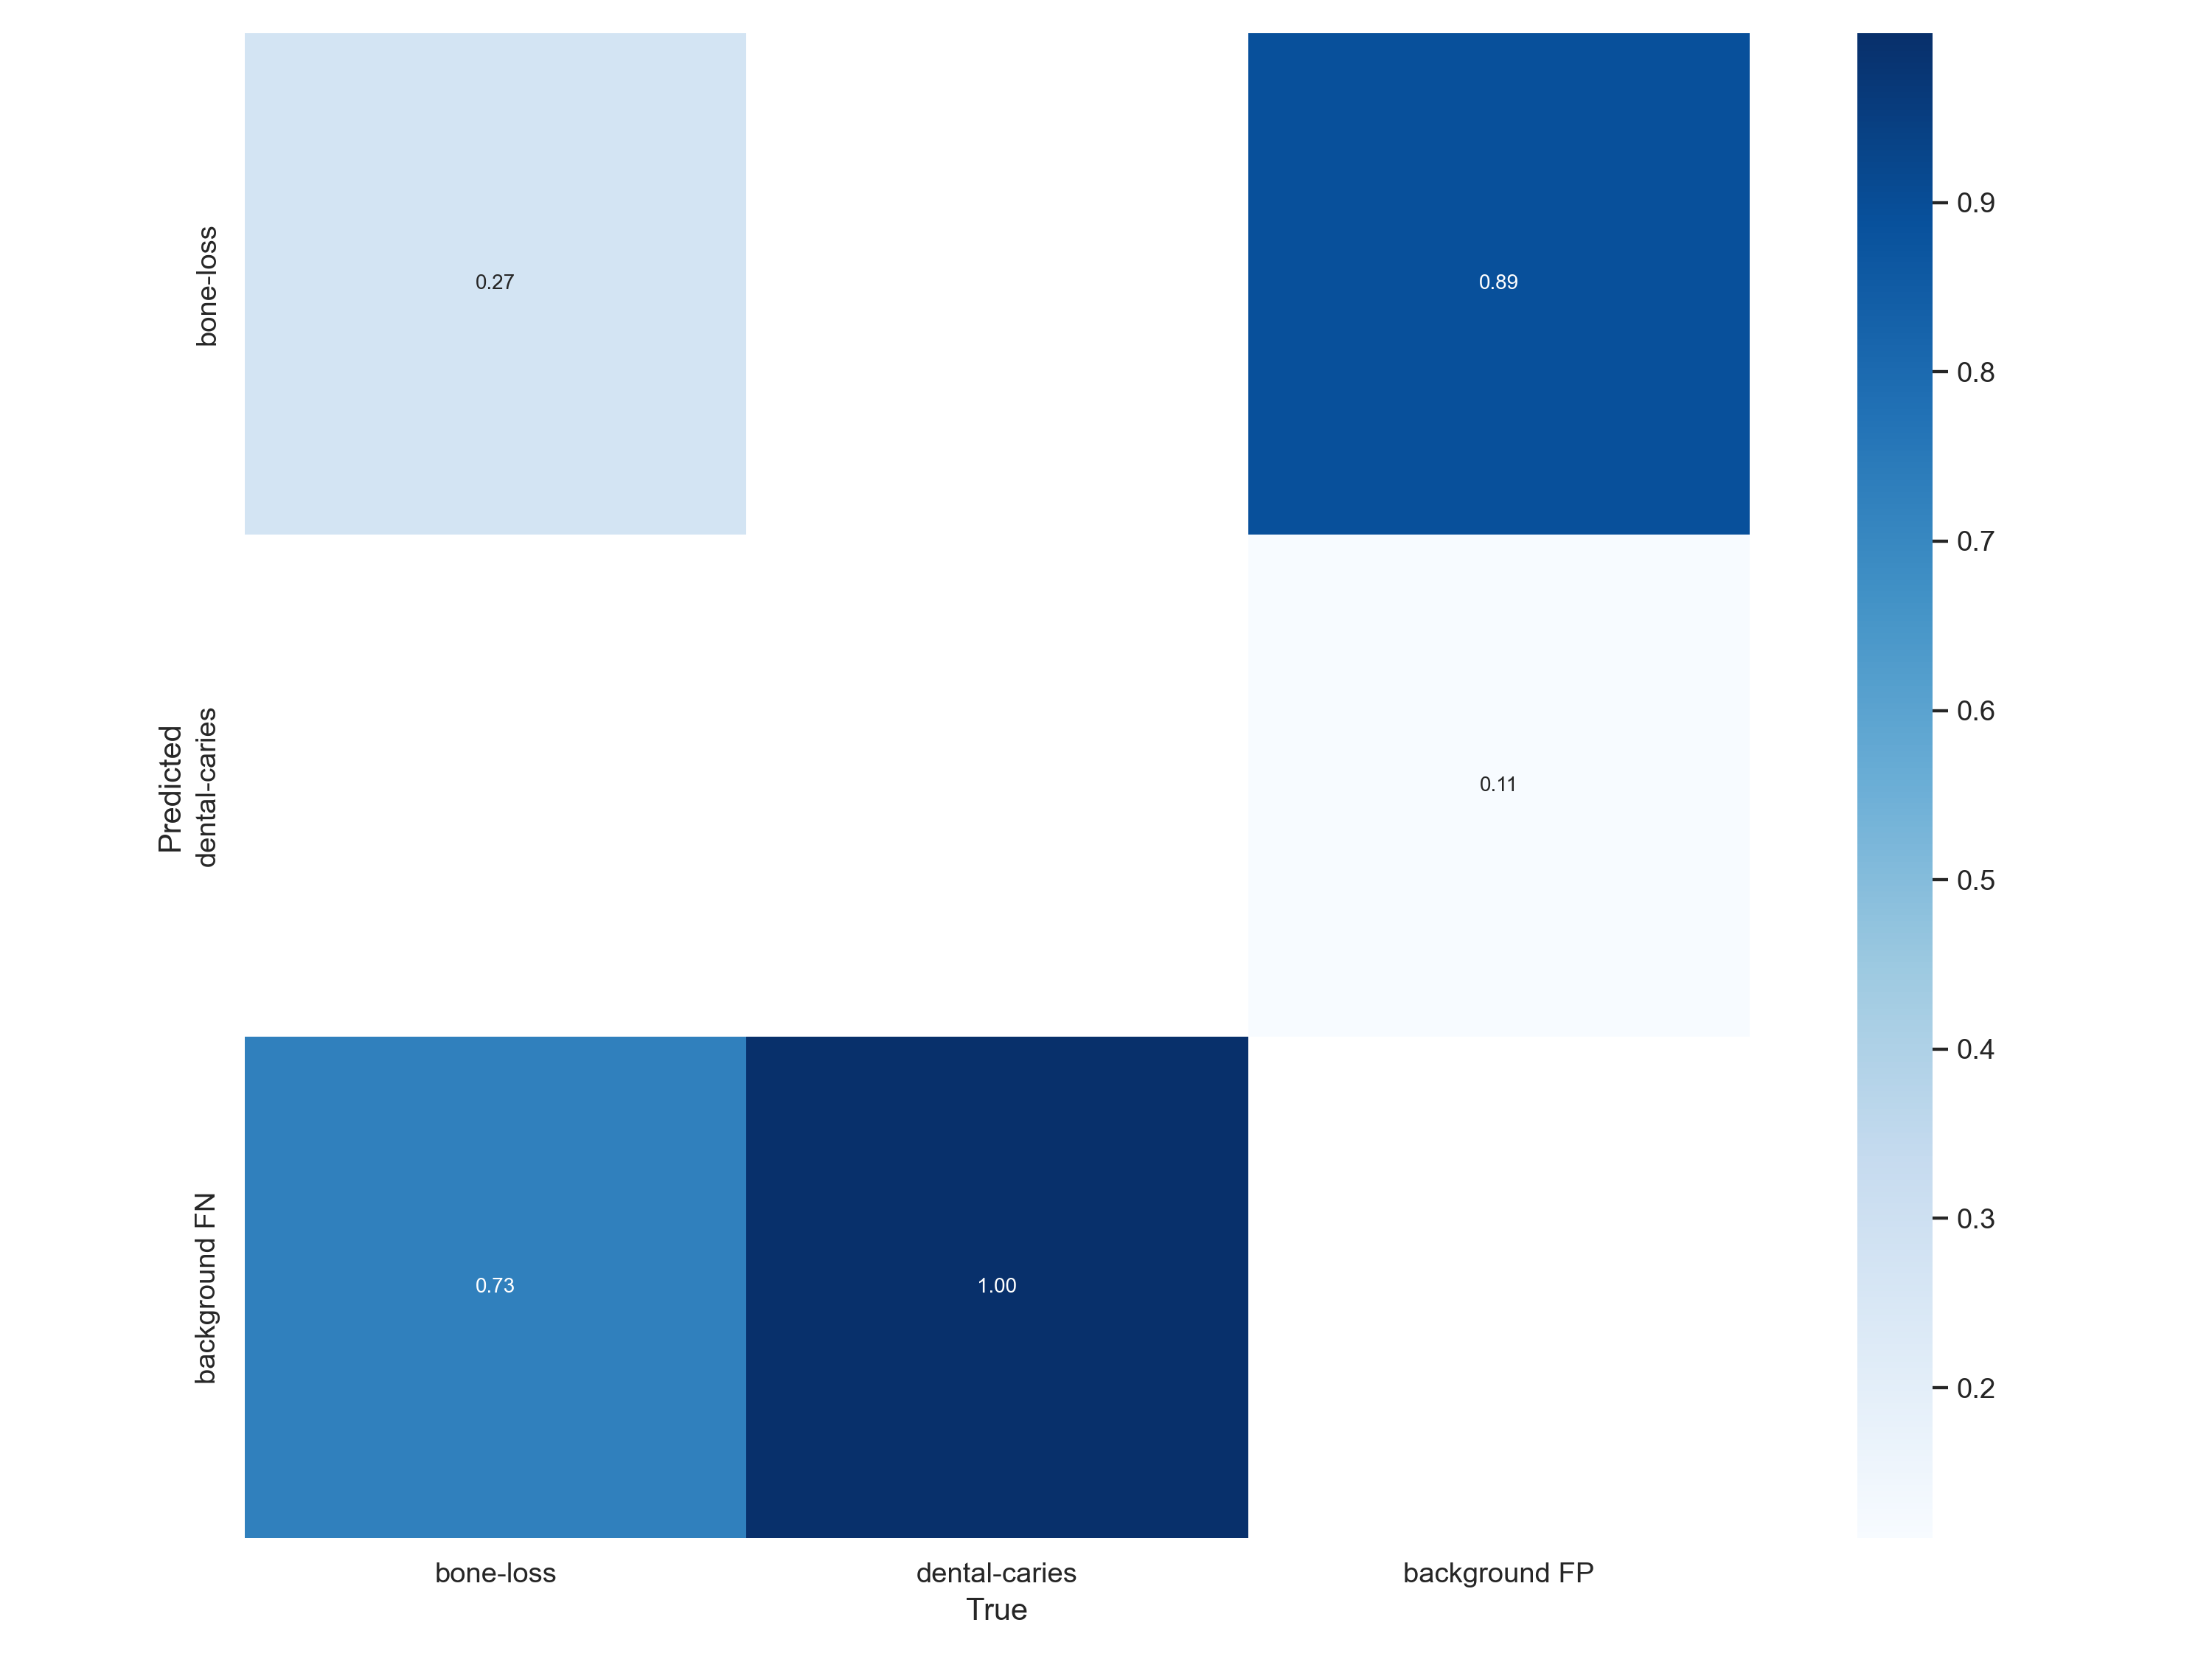 bone-loss
0.27
0.89
0.9
0.8
0.7
Predicted
dental-caries
0.11
0.6
0.5
0.4
background FN
0.73
1.00
0.3
0.2
bone-loss
dental-caries
background FP
True